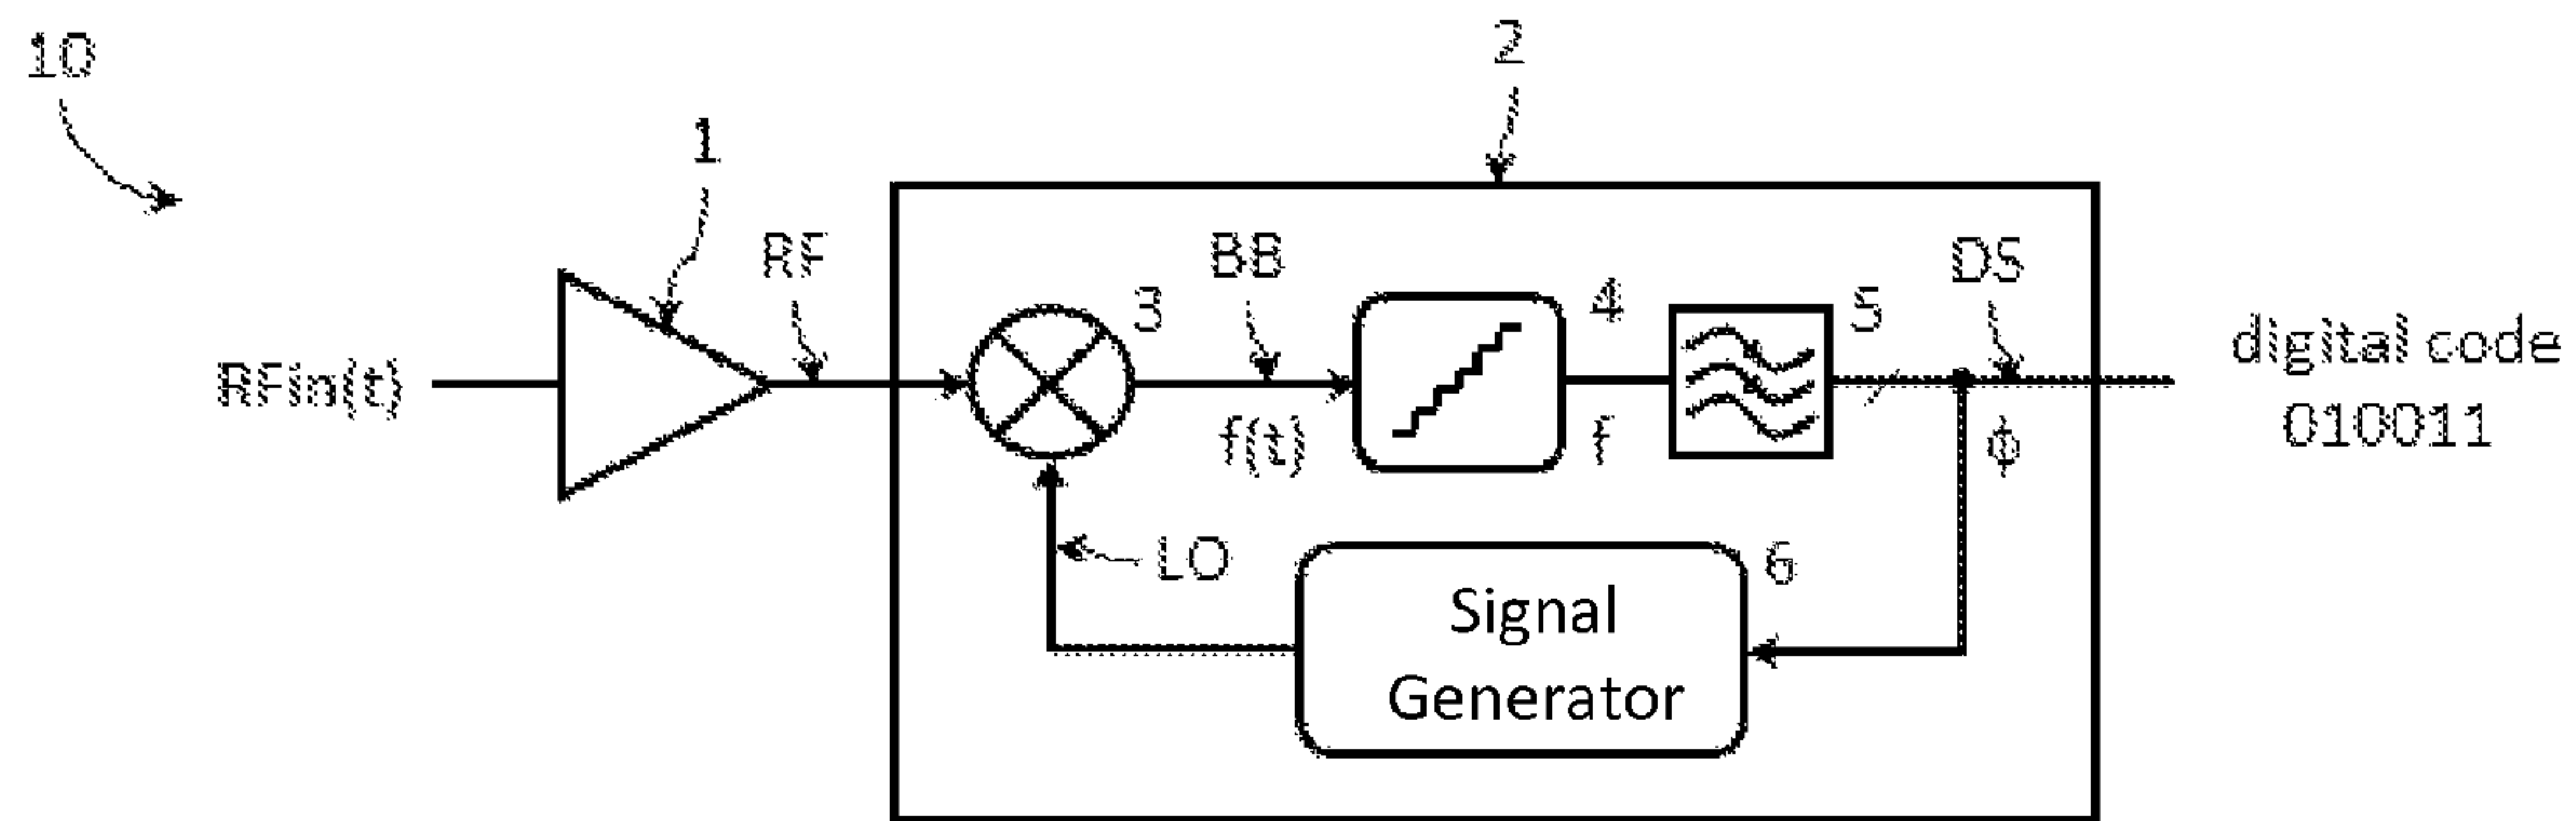 10
2
1
RF
BB
DS
3
4
5
RFin(t)
f(t)
f
ϕ
digital code
010011
LO
6
Signal
Generator